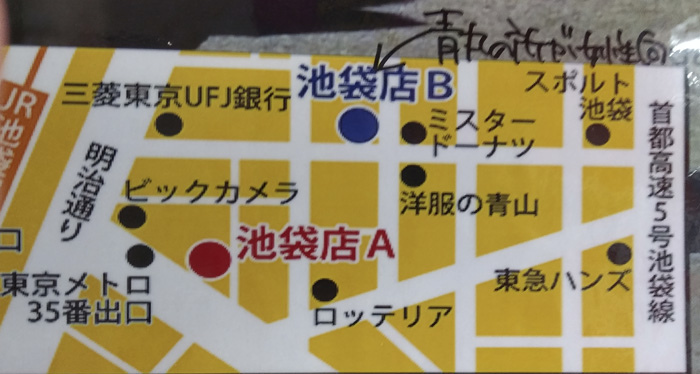 青丸の方が女性向
池袋店B
三菱東京UFJ銀行
スポルト
池袋
ミスター
ドーナツ
JR
池袋
明治通り
首都高速5号池袋線
ビックカメラ
洋服の青山
池袋店A
口
東京メトロ
35番出口
東急ハンズ
ロッテリア